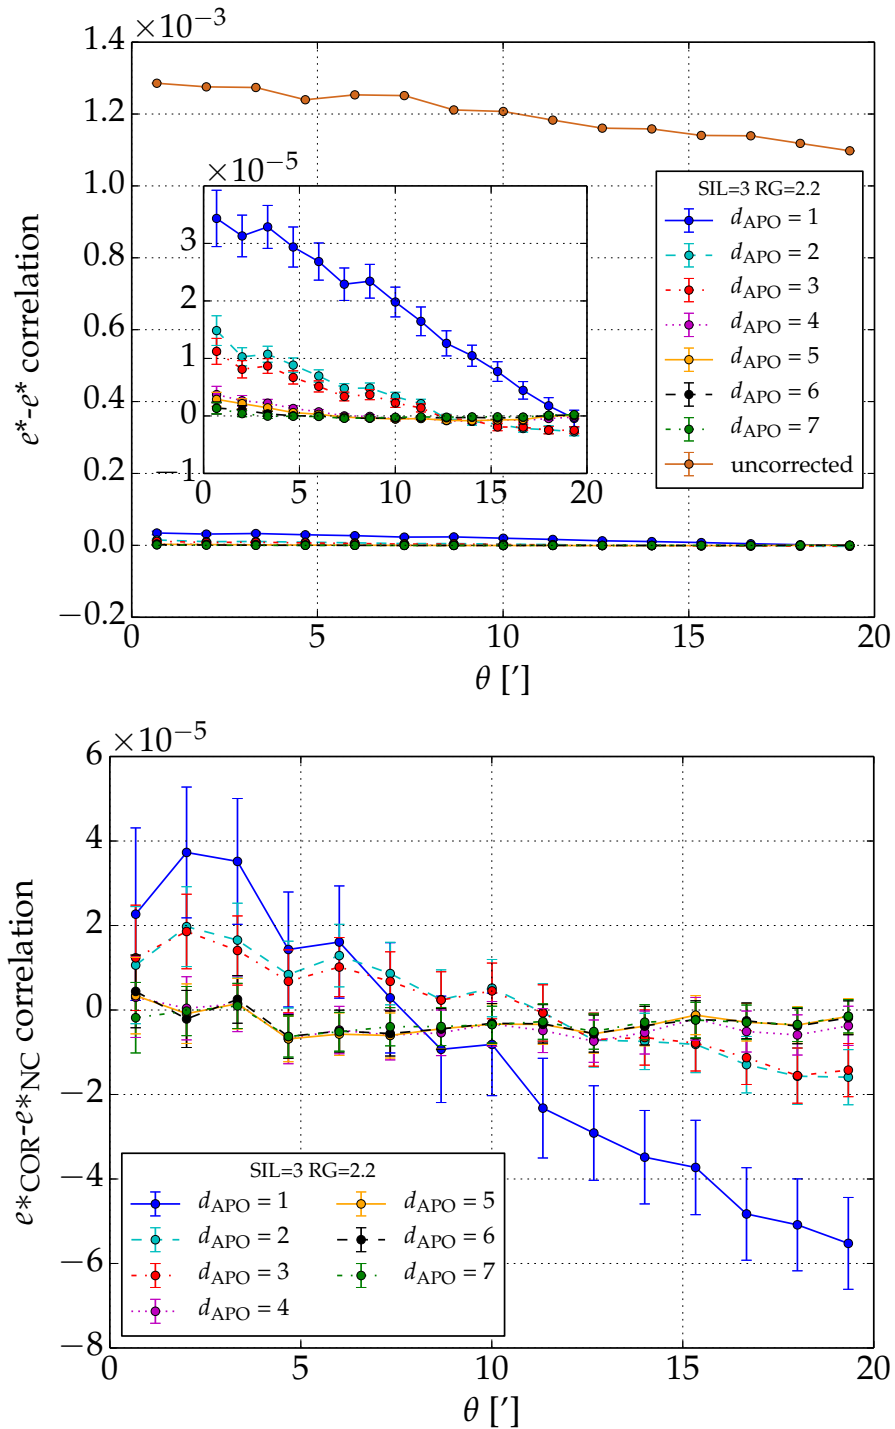 ×10⁻³
1.4
1.2
1.0
0.8
0.6
0.4
0.2
0.0
−0.2
e*-e* correlation
×10⁻⁵
3
2
1
0
−1
0 5 10 15 20
SIL=3 RG=2.2
d_APO = 1
d_APO = 2
d_APO = 3
d_APO = 4
d_APO = 5
d_APO = 6
d_APO = 7
uncorrected
0 5 10 15 20
θ [']
×10⁻⁵
6
4
2
0
−2
−4
−6
−8
e*COR-e*NC correlation
SIL=3 RG=2.2
d_APO = 1
d_APO = 2
d_APO = 3
d_APO = 4
d_APO = 5
d_APO = 6
d_APO = 7
0 5 10 15 20
θ [']